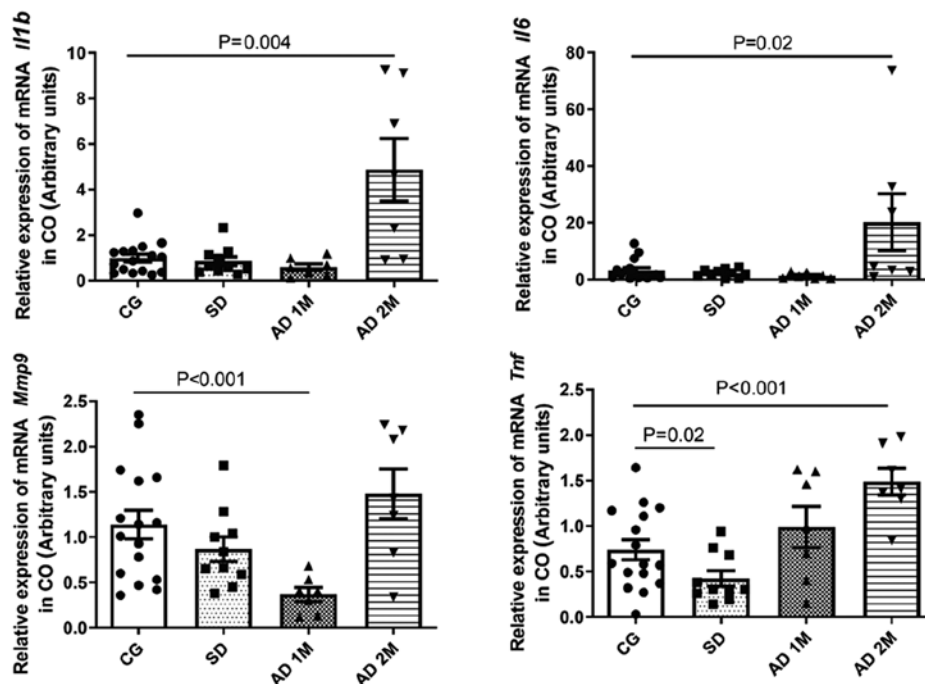 Relative expression of mRNA Il1b
in CO (Arbitrary units)
P=0.004
10
8
6
4
2
0
CG
SD
AD 1M
AD 2M
Relative expression of mRNA Il6
in CO (Arbitrary units)
P=0.02
80
60
40
20
0
CG
SD
AD 1M
AD 2M
Relative expression of mRNA Mmp9
in CO (Arbitrary units)
P<0.001
2.5
2.0
1.5
1.0
0.5
0.0
CG
SD
AD 1M
AD 2M
Relative expression of mRNA Tnf
in CO (Arbitrary units)
P<0.001
P=0.02
2.5
2.0
1.5
1.0
0.5
0.0
CG
SD
AD 1M
AD 2M